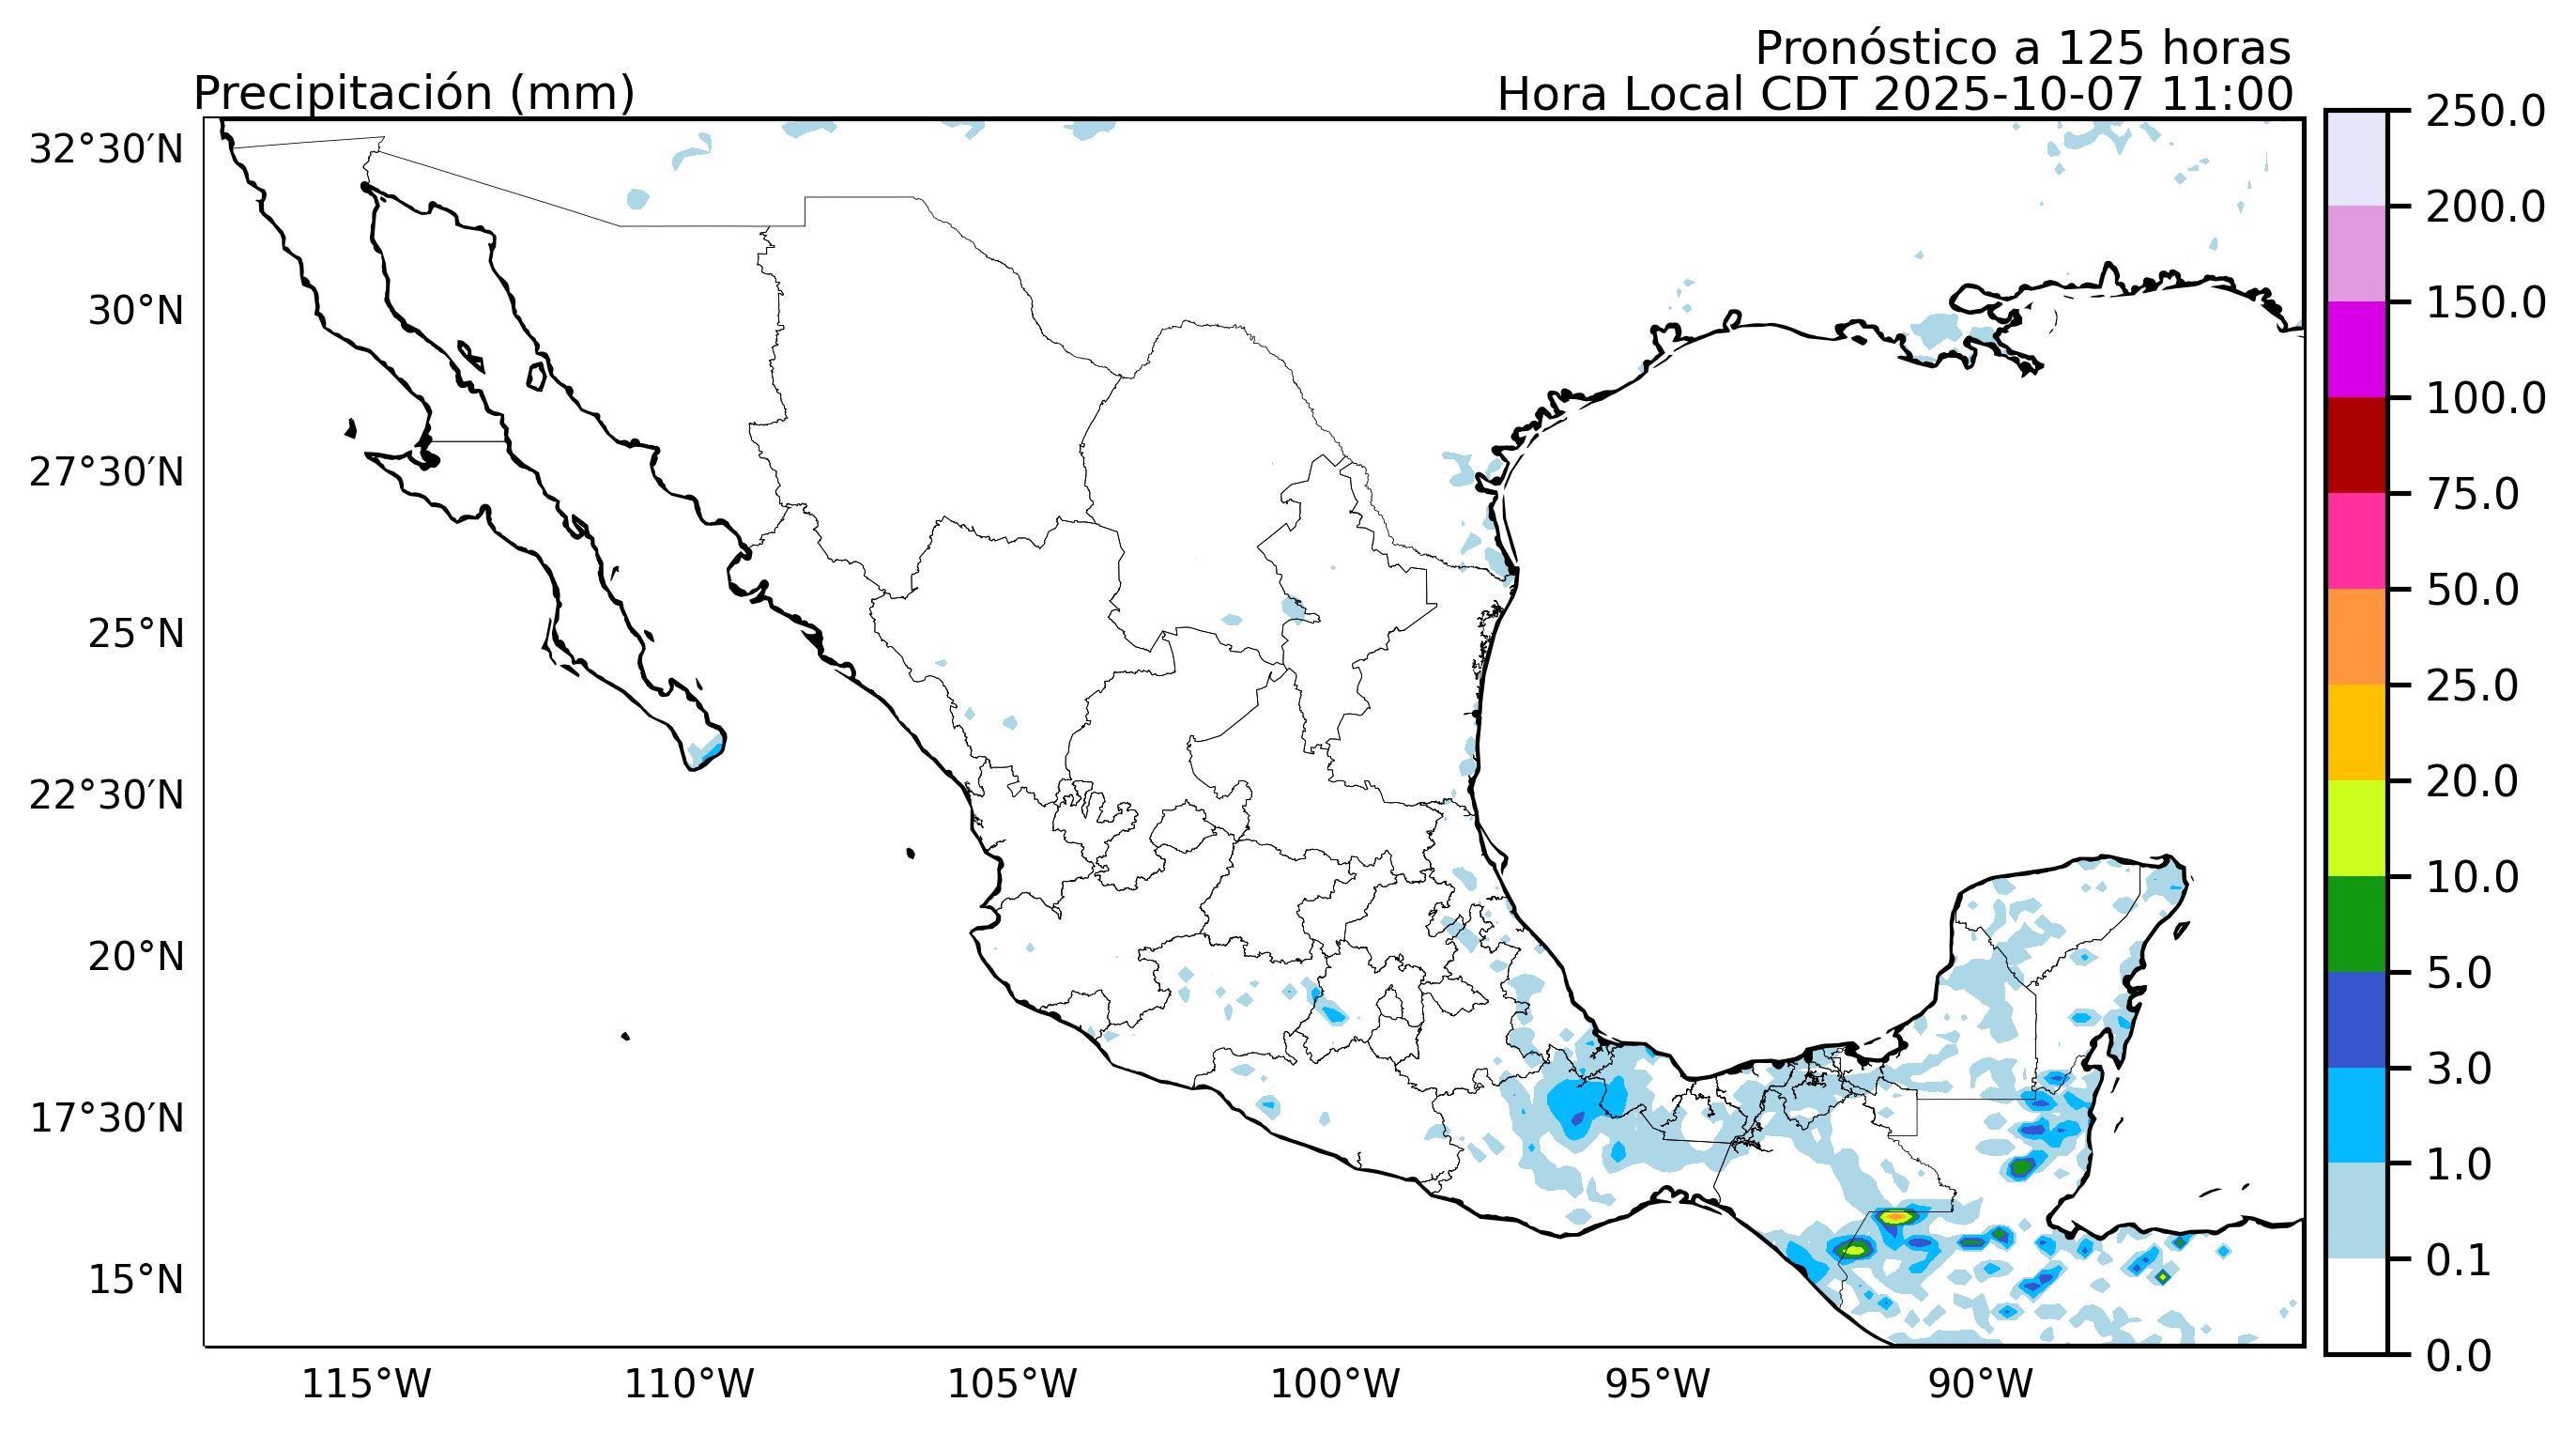 Pronóstico a 125 horas
Precipitación (mm)
Hora Local CDT 2025-10-07 11:00
32°30′N
30°N
27°30′N
25°N
22°30′N
20°N
17°30′N
15°N
115°W
110°W
105°W
100°W
95°W
90°W
250.0
200.0
150.0
100.0
75.0
50.0
25.0
20.0
10.0
5.0
3.0
1.0
0.1
0.0